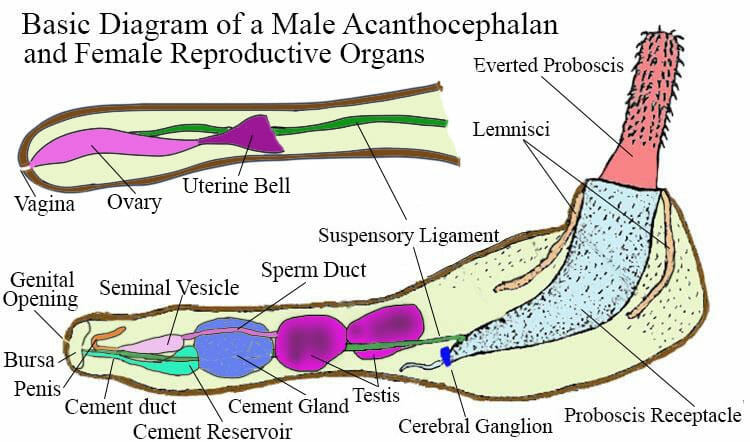 Basic Diagram of a Male Acanthocephalan
and Female Reproductive Organs
Everted Proboscis
Lemnisci
Vagina
Ovary
Uterine Bell
Suspensory Ligament
Genital
Opening
Seminal Vesicle
Sperm Duct
Bursa
Penis
Cement duct
Cement Reservoir
Cement Gland
Testis
Cerebral Ganglion
Proboscis Receptacle